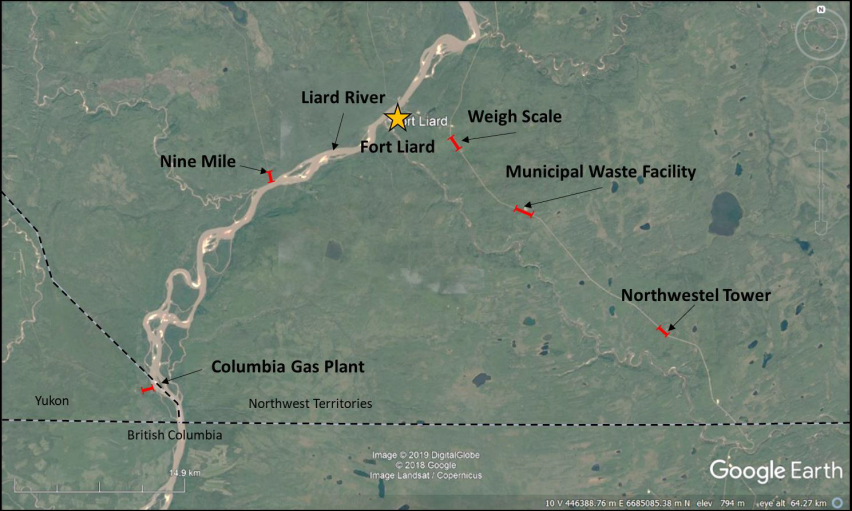 N
Liard River
Fort Liard
Weigh Scale
Fort Liard
Nine Mile
Municipal Waste Facility
Northwestel Tower
Columbia Gas Plant
Yukon
Northwest Territories
British Columbia
14.9 km
Image © 2019 DigitalGlobe
© 2018 Google
Image Landsat / Copernicus
Google Earth
10 V 446388.76 m E 6685085.38 m N elev 794 m eye alt 64.27 km